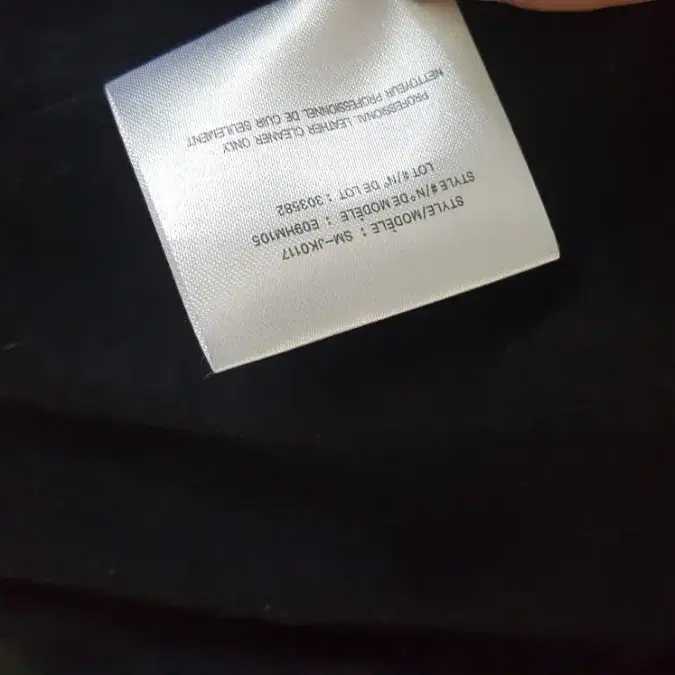 STYLE/MODÈLE : SM-JK0117
STYLE #/N° DE MODÈLE : E09HM105
LOT #/N° DE LOT : 303582
PROFESSIONAL LEATHER CLEANER ONLY
NETTOYEUR PROFESSIONNEL DE CUIR SEULEMENT